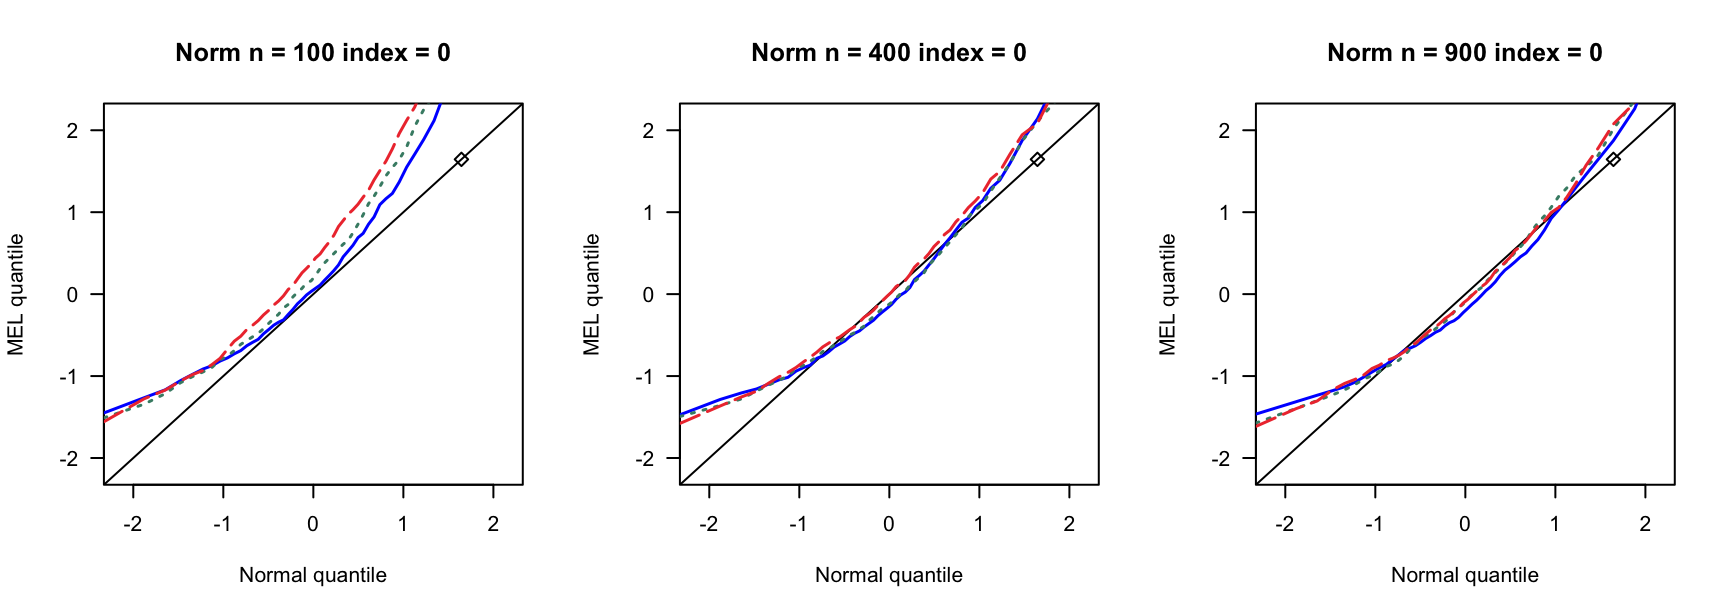 Norm n = 100 index = 0
MEL quantile
2
1
0
-1
-2
-2 -1 0 1 2
Normal quantile
Norm n = 400 index = 0
MEL quantile
2
1
0
-1
-2
-2 -1 0 1 2
Normal quantile
Norm n = 900 index = 0
MEL quantile
2
1
0
-1
-2
-2 -1 0 1 2
Normal quantile